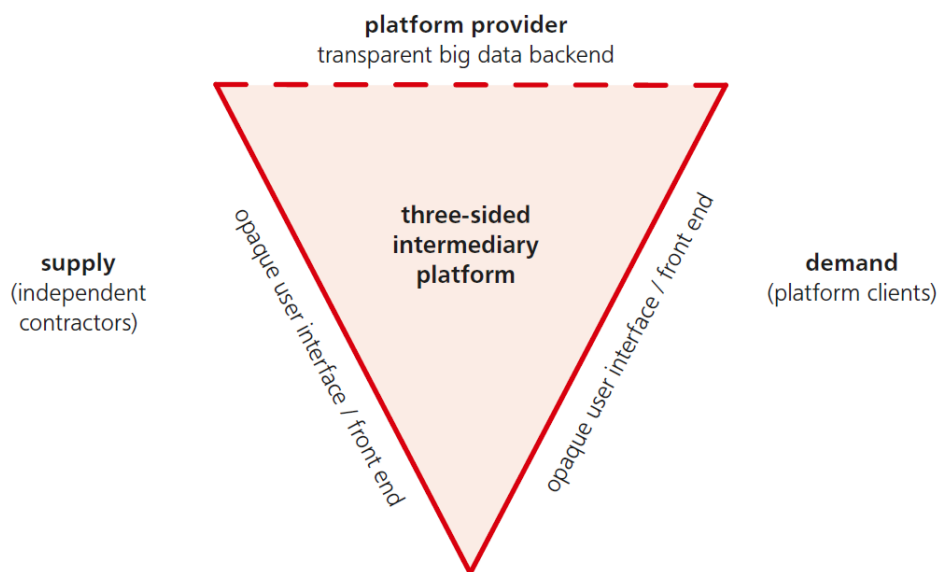 platform provider
transparent big data backend
three-sided
intermediary
platform
opaque user interface / front end
opaque user interface / front end
supply
(independent
contractors)
demand
(platform clients)